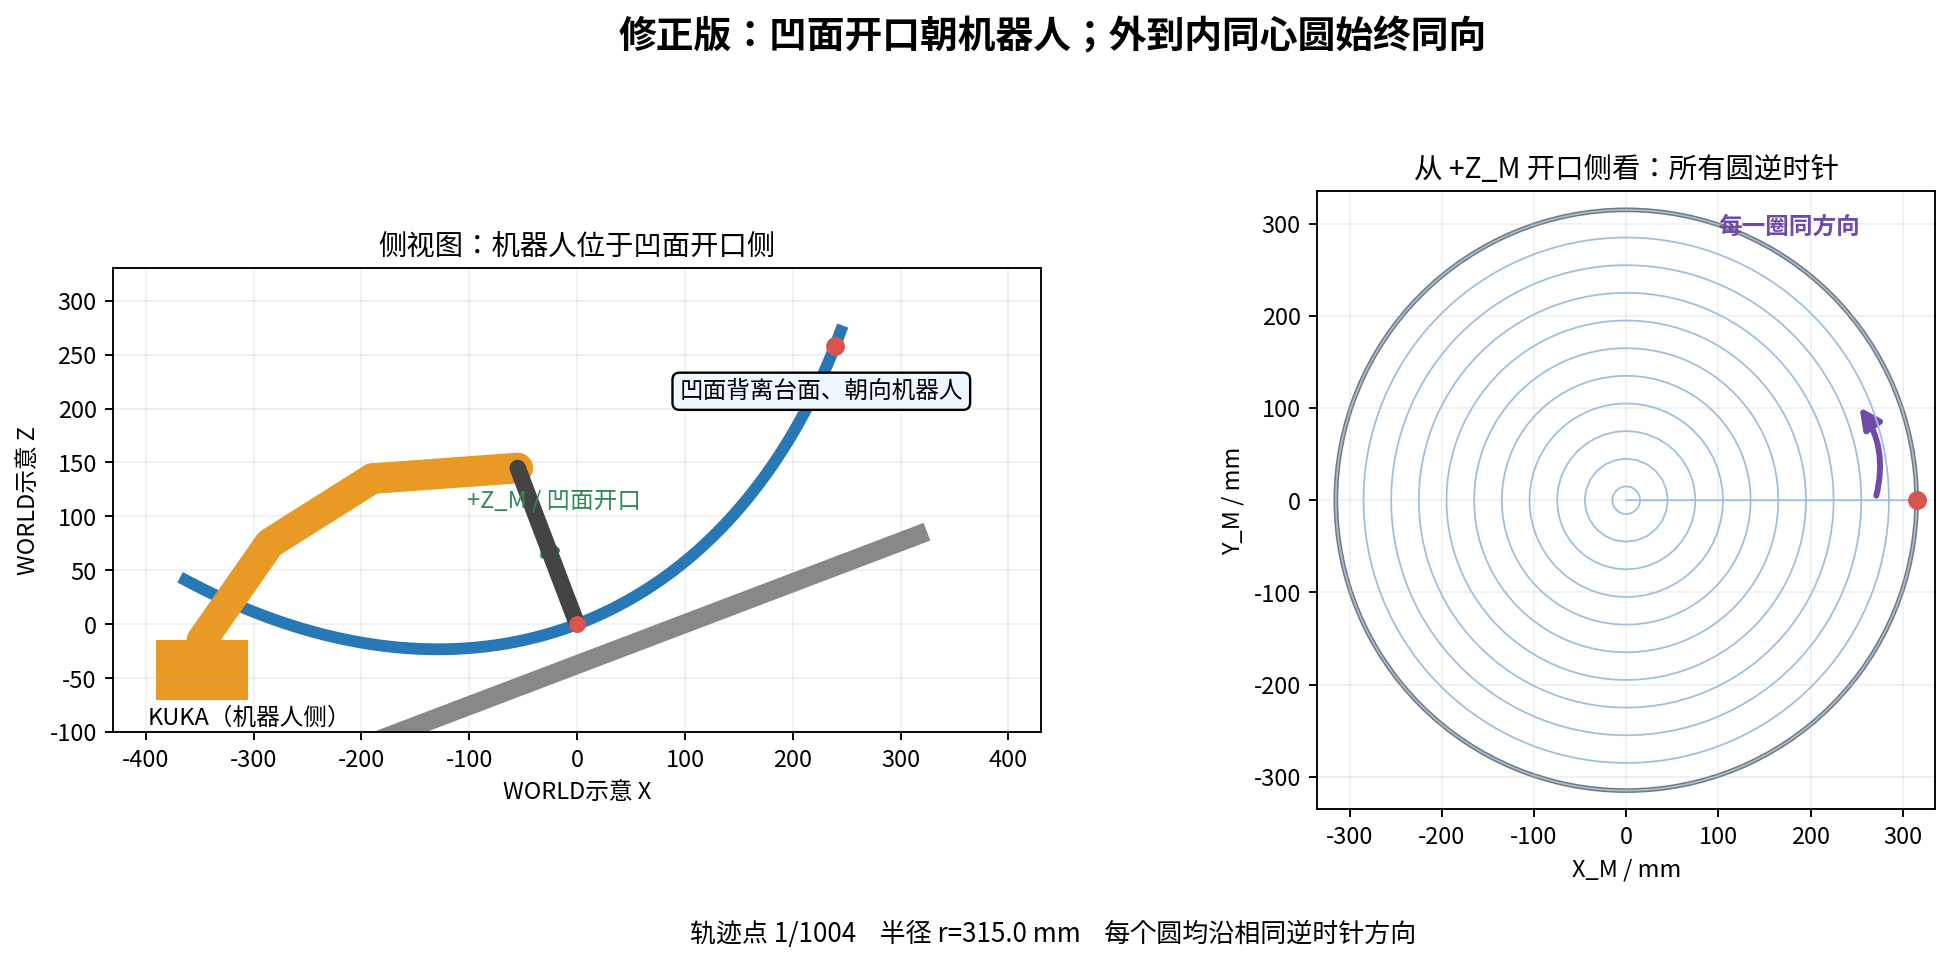 修正版：凹面开口朝机器人；外到内同心圆始终同向
侧视图：机器人位于凹面开口侧
300
250
200
150
100
50
0
-50
-100
WORLD示意 Z
凹面背离台面、朝向机器人
+Z_M / 凹面开口
KUKA（机器人侧）
-400 -300 -200 -100 0 100 200 300 400
WORLD示意 X
从 +Z_M 开口侧看：所有圆逆时针
每一圈同方向
300
200
100
0
-100
-200
-300
Y_M / mm
-300 -200 -100 0 100 200 300
X_M / mm
轨迹点 1/1004 半径 r=315.0 mm 每个圆均沿相同逆时针方向